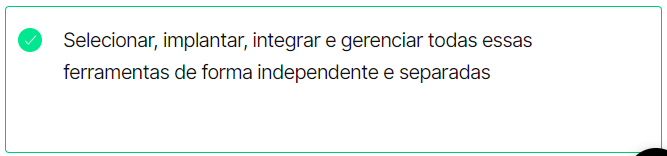 Selecionar, implantar, integrar e gerenciar todas essas
ferramentas de forma independente e separadas